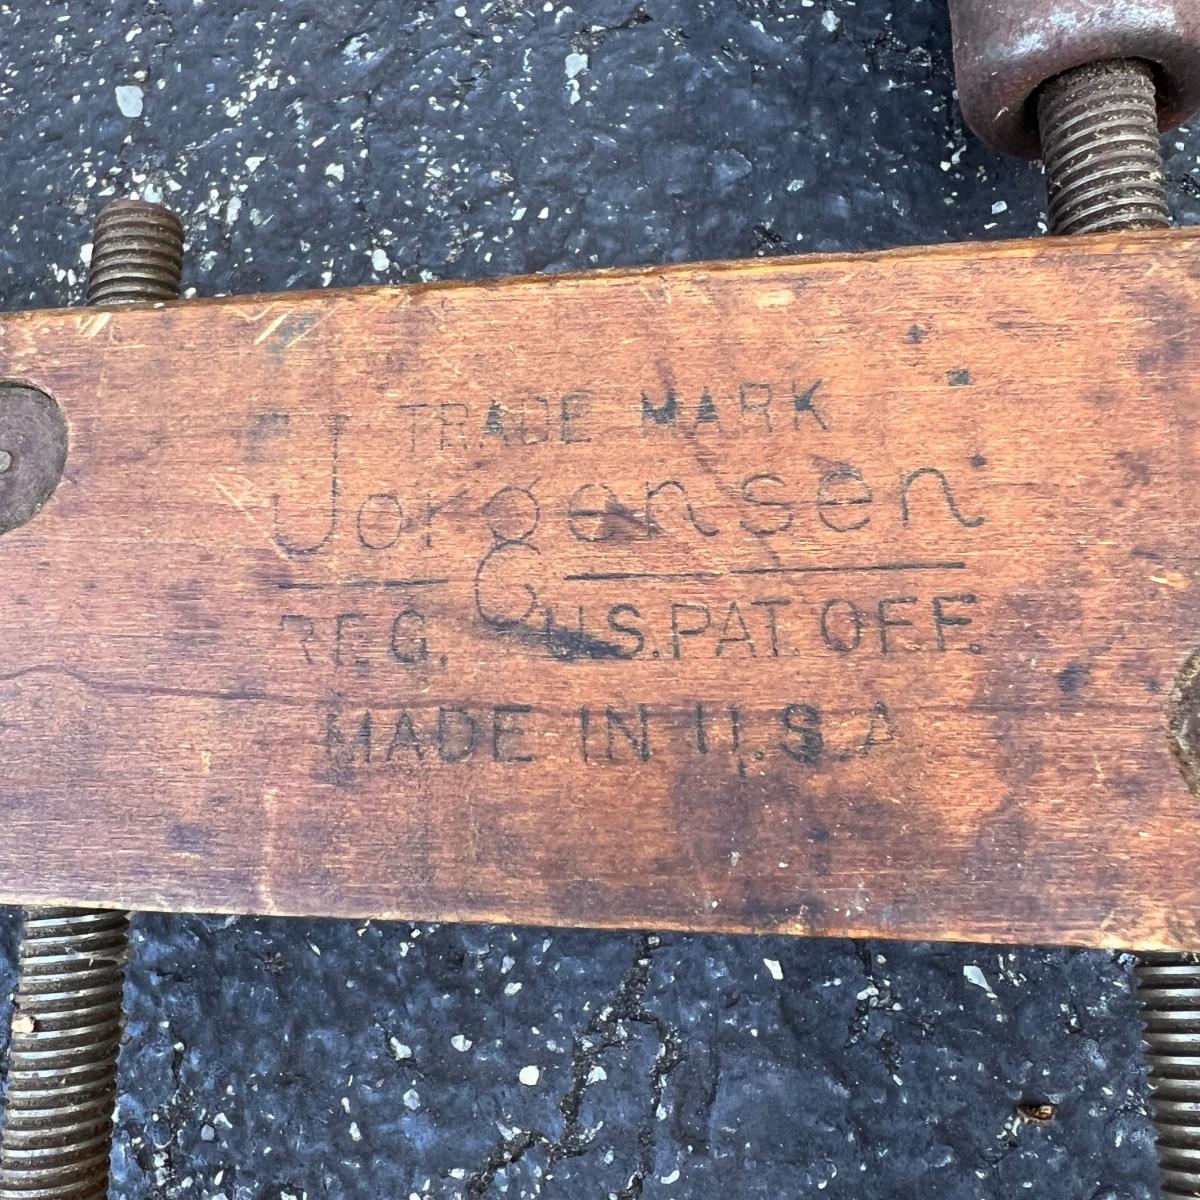 TRADE MARK
Jorgensen
REG. U.S. PAT. OFF.
MADE IN U.S.A